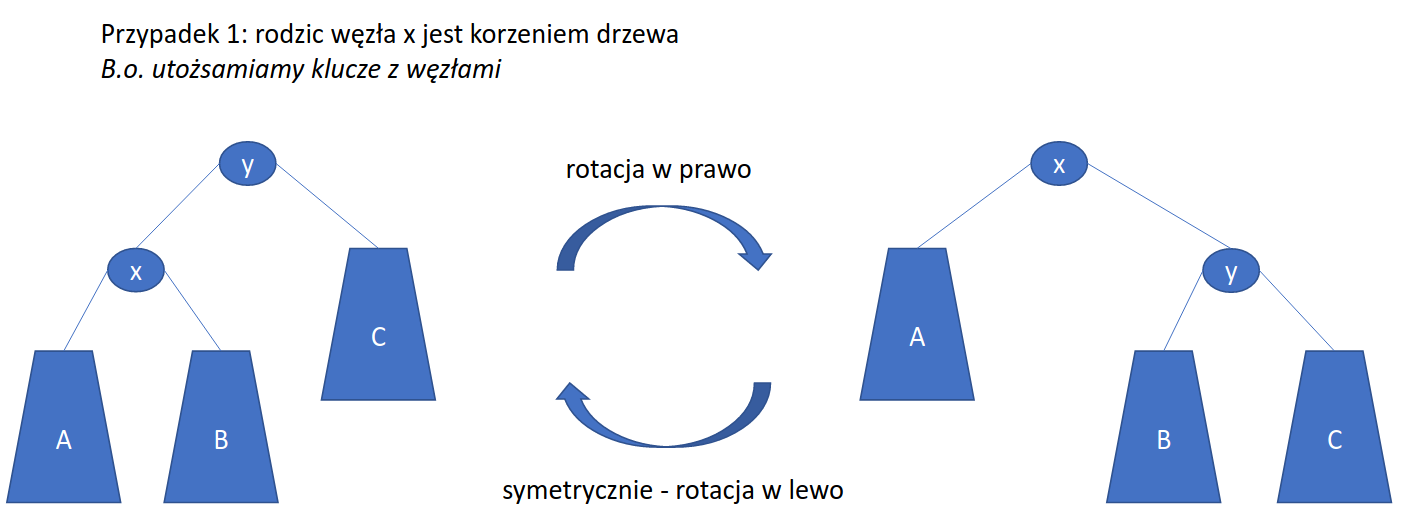 Przypadek 1: rodzic węzła x jest korzeniem drzewa
B.o. utożsamiamy klucze z węzłami
y
x
A
B
C
rotacja w prawo
symetrycznie - rotacja w lewo
x
A
y
B
C